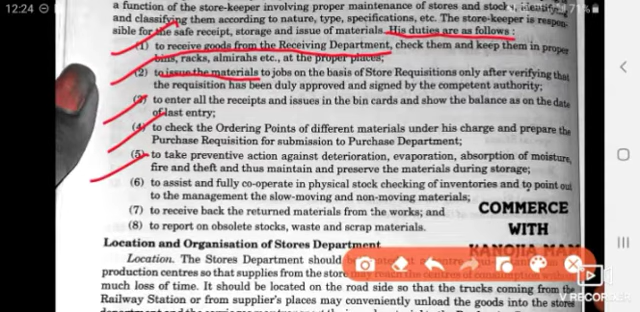 12:24
71%
a function of the store-keeper involving proper maintenance of stores and stock, identifying
and classifying them according to nature, type, specifications, etc. The store-keeper is respon-
sible for the safe receipt, storage and issue of materials. His duties are as follows :
(1) to receive goods from the Receiving Department, check them and keep them in proper
bins, racks, almirahs etc., at the proper places;
(2) to issue the materials to jobs on the basis of Store Requisitions only after verifying that
the requisition has been duly approved and signed by the competent authority;
(3) to enter all the receipts and issues in the bin cards and show the balance as on the date
of last entry;
(4) to check the Ordering Points of different materials under his charge and prepare the
Purchase Requisition for submission to Purchase Department;
(5) to take preventive action against deterioration, evaporation, absorption of moisture,
fire and theft and thus maintain and preserve the materials during storage;
(6) to assist and fully co-operate in physical stock checking of inventories and to point out
to the management the slow-moving and non-moving materials;
(7) to receive back the returned materials from the works; and
(8) to report on obsolete stocks, waste and scrap materials.
COMMERCE
WITH
KANOJIA MAM
Location and Organisation of Stores Department
Location. The Stores Department should
production centres so that supplies from the store
much loss of time. It should be located on the road side so that the trucks coming from the
Railway Station or from supplier's places may conveniently unload the goods into the store
V RECORDER